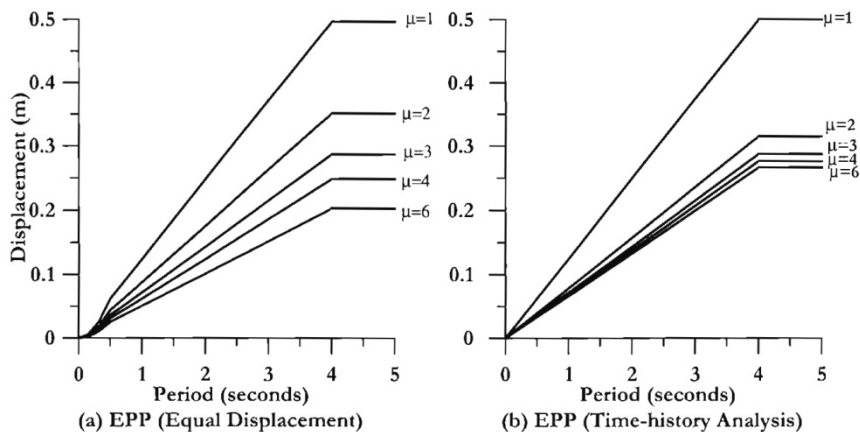 Displacement (m)
0.5
0.4
0.3
0.2
0.1
0
μ=1
μ=2
μ=3
μ=4
μ=6
0 1 2 3 4 5
Period (seconds)
(a) EPP (Equal Displacement)
0.5
0.4
0.3
0.2
0.1
0
μ=1
μ=2
μ=3
μ=4
μ=6
0 1 2 3 4 5
Period (seconds)
(b) EPP (Time-history Analysis)